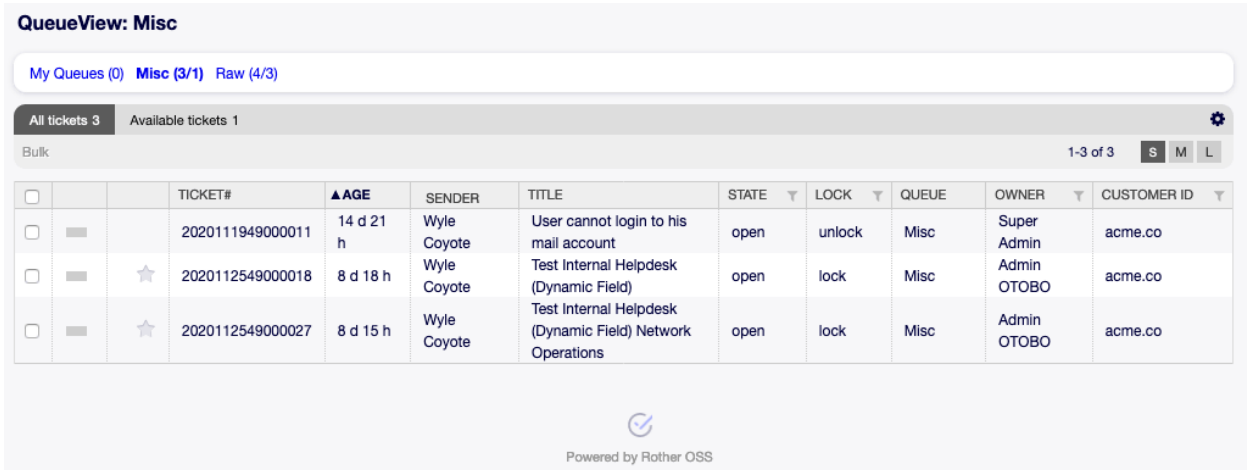 QueueView: Misc
My Queues (0) Misc (3/1) Raw (4/3)
All tickets 3 Available tickets 1
Bulk 1-3 of 3 S M L
TICKET# ▲AGE SENDER TITLE STATE LOCK QUEUE OWNER CUSTOMER ID
2020111949000011 14 d 21 h Wyle Coyote User cannot login to his mail account open unlock Misc Super Admin OTOBO acme.co
2020112549000018 8 d 18 h Wyle Coyote Test Internal Helpdesk (Dynamic Field) open lock Misc Admin OTOBO acme.co
2020112549000027 8 d 15 h Wyle Coyote Test Internal Helpdesk (Dynamic Field) Network Operations open lock Misc Admin OTOBO acme.co
Powered by Rother OSS